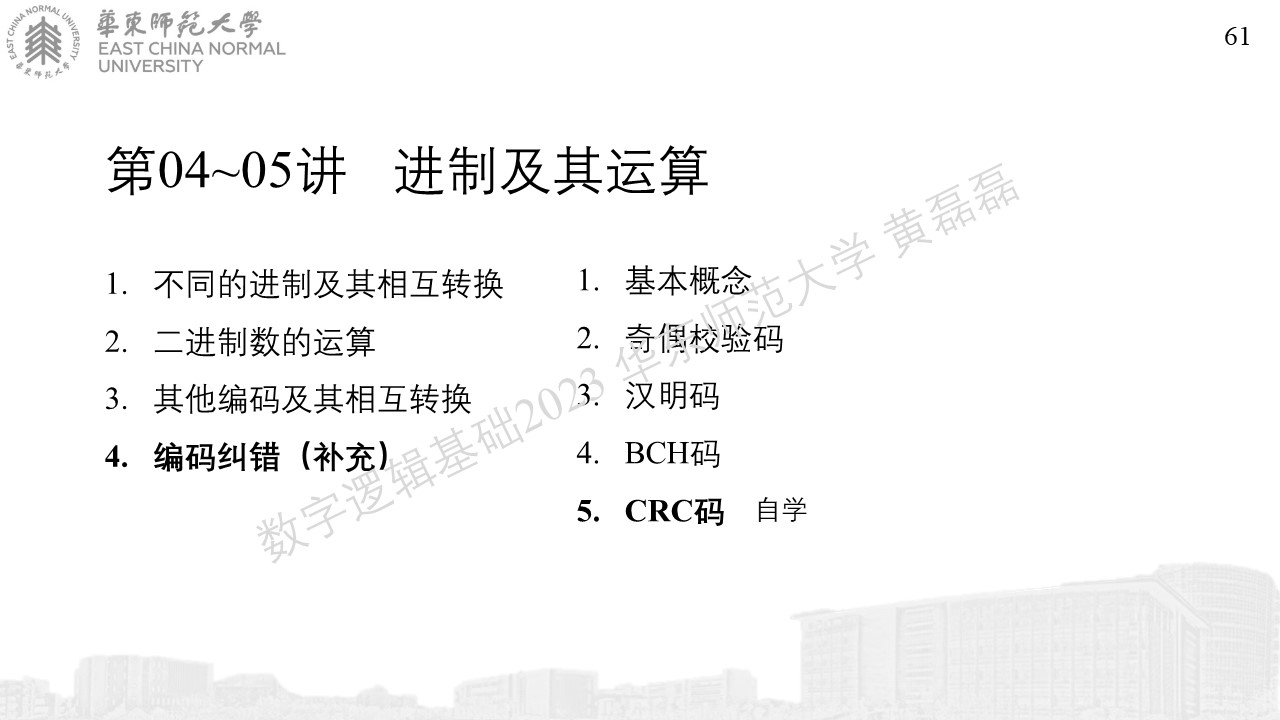 華東師範大學
EAST CHINA NORMAL
UNIVERSITY
61
第04~05讲 进制及其运算
1. 不同的进制及其相互转换
2. 二进制数的运算
3. 其他编码及其相互转换
4. 编码纠错（补充）
1. 基本概念
2. 奇偶校验码
3. 汉明码
4. BCH码
5. CRC码 自学
数字逻辑基础2023 华东师范大学 黄磊磊